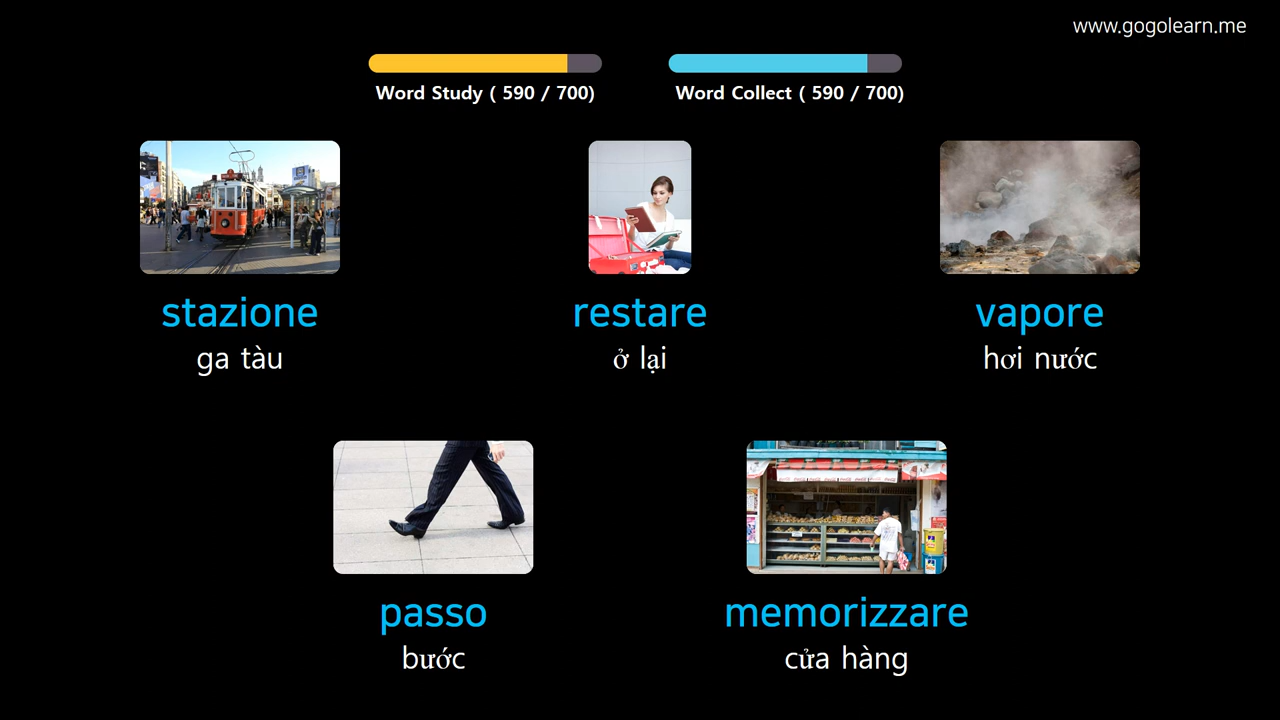 www.gogolearn.me
Word Study ( 590 / 700)
Word Collect ( 590 / 700)
stazione
restare
vapore
ga tàu
ở lại
hơi nước
passo
memorizzare
bước
cửa hàng